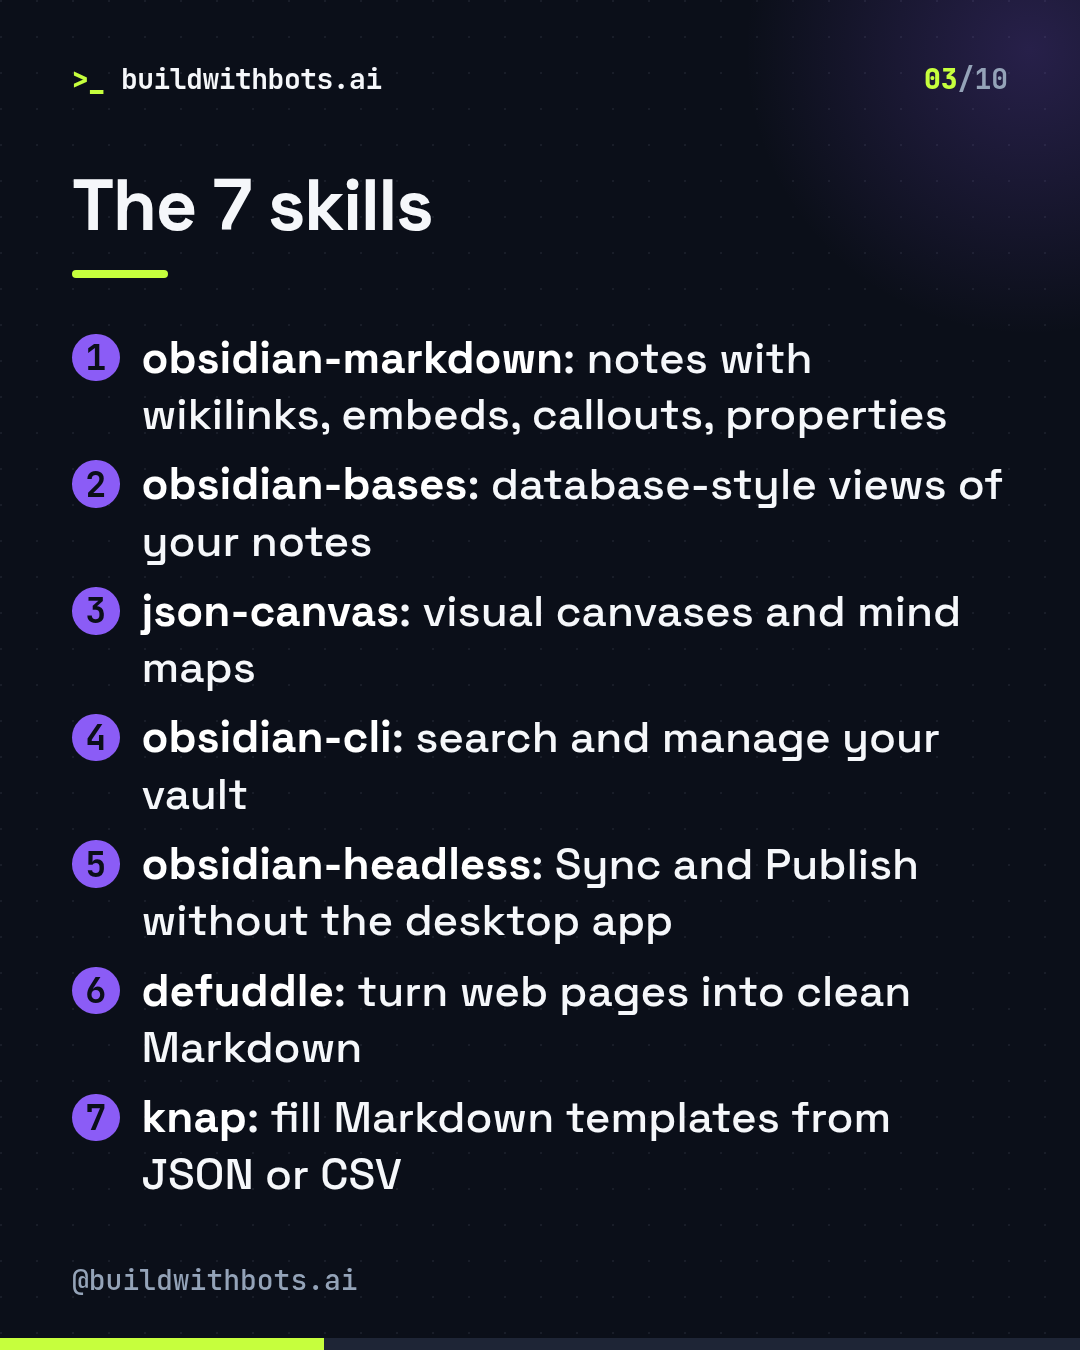 >_ buildwithbots.ai
03/10
The 7 skills
1 obsidian-markdown: notes with
wikilinks, embeds, callouts, properties
2 obsidian-bases: database-style views of
your notes
3 json-canvas: visual canvases and mind
maps
4 obsidian-cli: search and manage your
vault
5 obsidian-headless: Sync and Publish
without the desktop app
6 defuddle: turn web pages into clean
Markdown
7 knap: fill Markdown templates from
JSON or CSV
@buildwithbots.ai